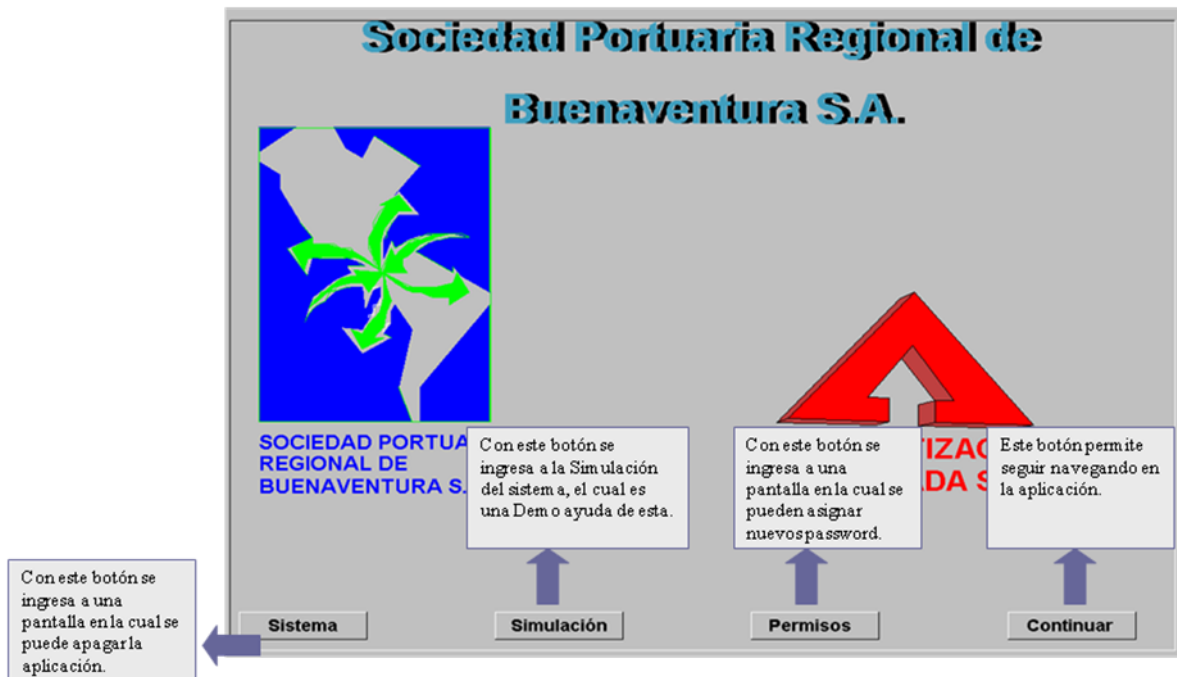 Sociedad Portuaria Regional de
Buenaventura S.A.
SOCIEDAD PORTUA
REGIONAL DE
BUENAVENTURA S.
TIZAC
ADA S
Con este botón se
ingresa a la Simulación
del sistema, el cual es
una Demo ayuda de esta.
Con este botón se
ingresa a una
pantalla en la cual se
pueden asignar
nuevos password.
Este botón permite
seguir navegando en
la aplicación.
Con este botón se
ingresa a una
pantalla en la cual se
puede apagar la
aplicación.
Sistema
Simulación
Permisos
Continuar